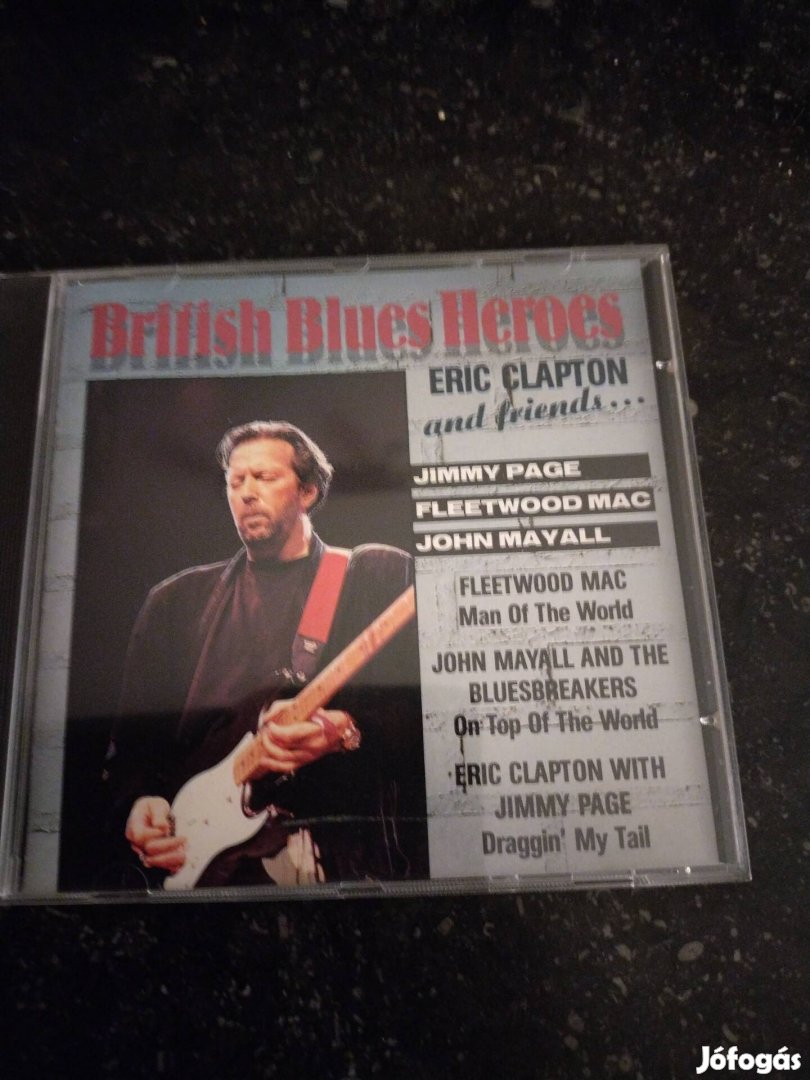 British Blues Heroes
ERIC CLAPTON
and friends...
JIMMY PAGE
FLEETWOOD MAC
JOHN MAYALL
FLEETWOOD MAC
Man Of The World
JOHN MAYALL AND THE
BLUESBREAKERS
On Top Of The World
ERIC CLAPTON WITH
JIMMY PAGE
Draggin' My Tail
Jófogás